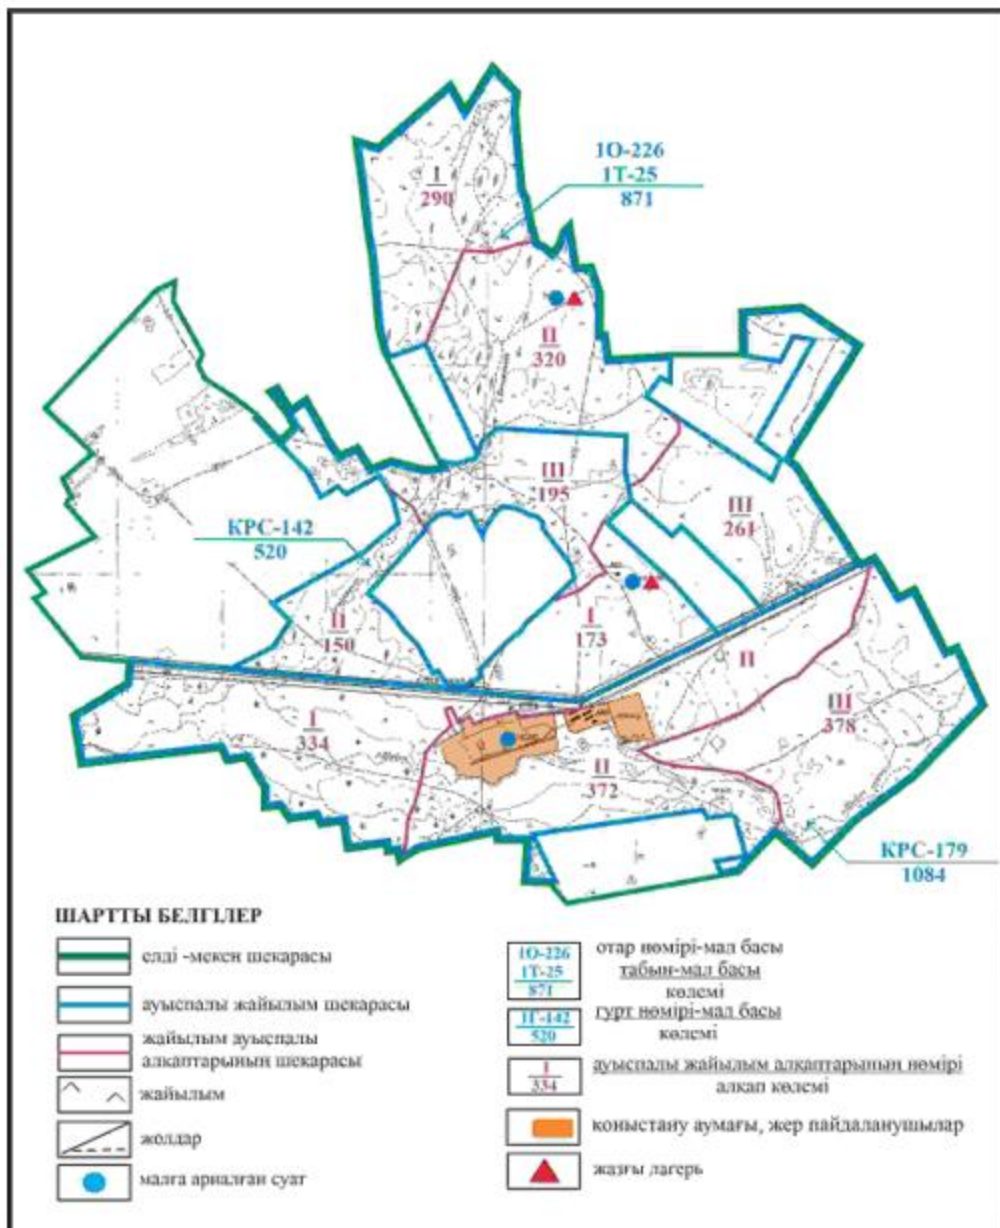 1О-226
1Т-25
871
I
290
II
320
III
195
III
261
КРС-142
520
II
150
I
173
II
III
378
I
334
II
372
КРС-179
1084
ШАРТТЫ БЕЛГІЛЕР
елді -мекен шекарасы
ауыспалы жайылым шекарасы
жайылым ауыспалы
алқаптарының шекарасы
жайылым
жолдар
малға арналған суат
1О-226
1Т-25
871
отар нөмірі-мал басы
табын-мал басы
көлемі
1Г-142
520
гурт нөмірі-мал басы
көлемі
I
334
ауыспалы жайылым алқаптарының нөмірі
алқап көлемі
қоныстану аумағы, жер пайдаланушылар
жазғы лагерь